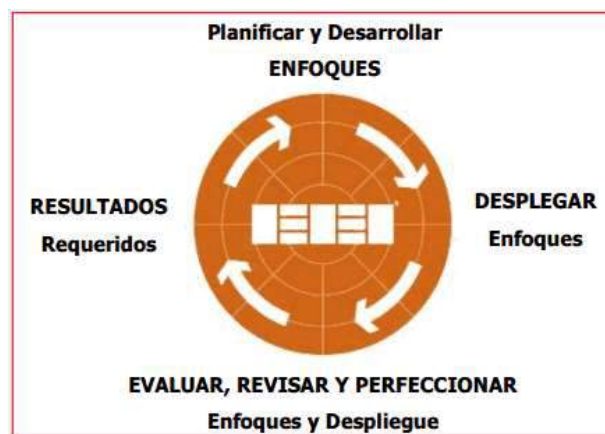 Planificar y Desarrollar
ENFOQUES
RESULTADOS
Requeridos
DESPLEGAR
Enfoques
EVALUAR, REVISAR Y PERFECCIONAR
Enfoques y Despliegue